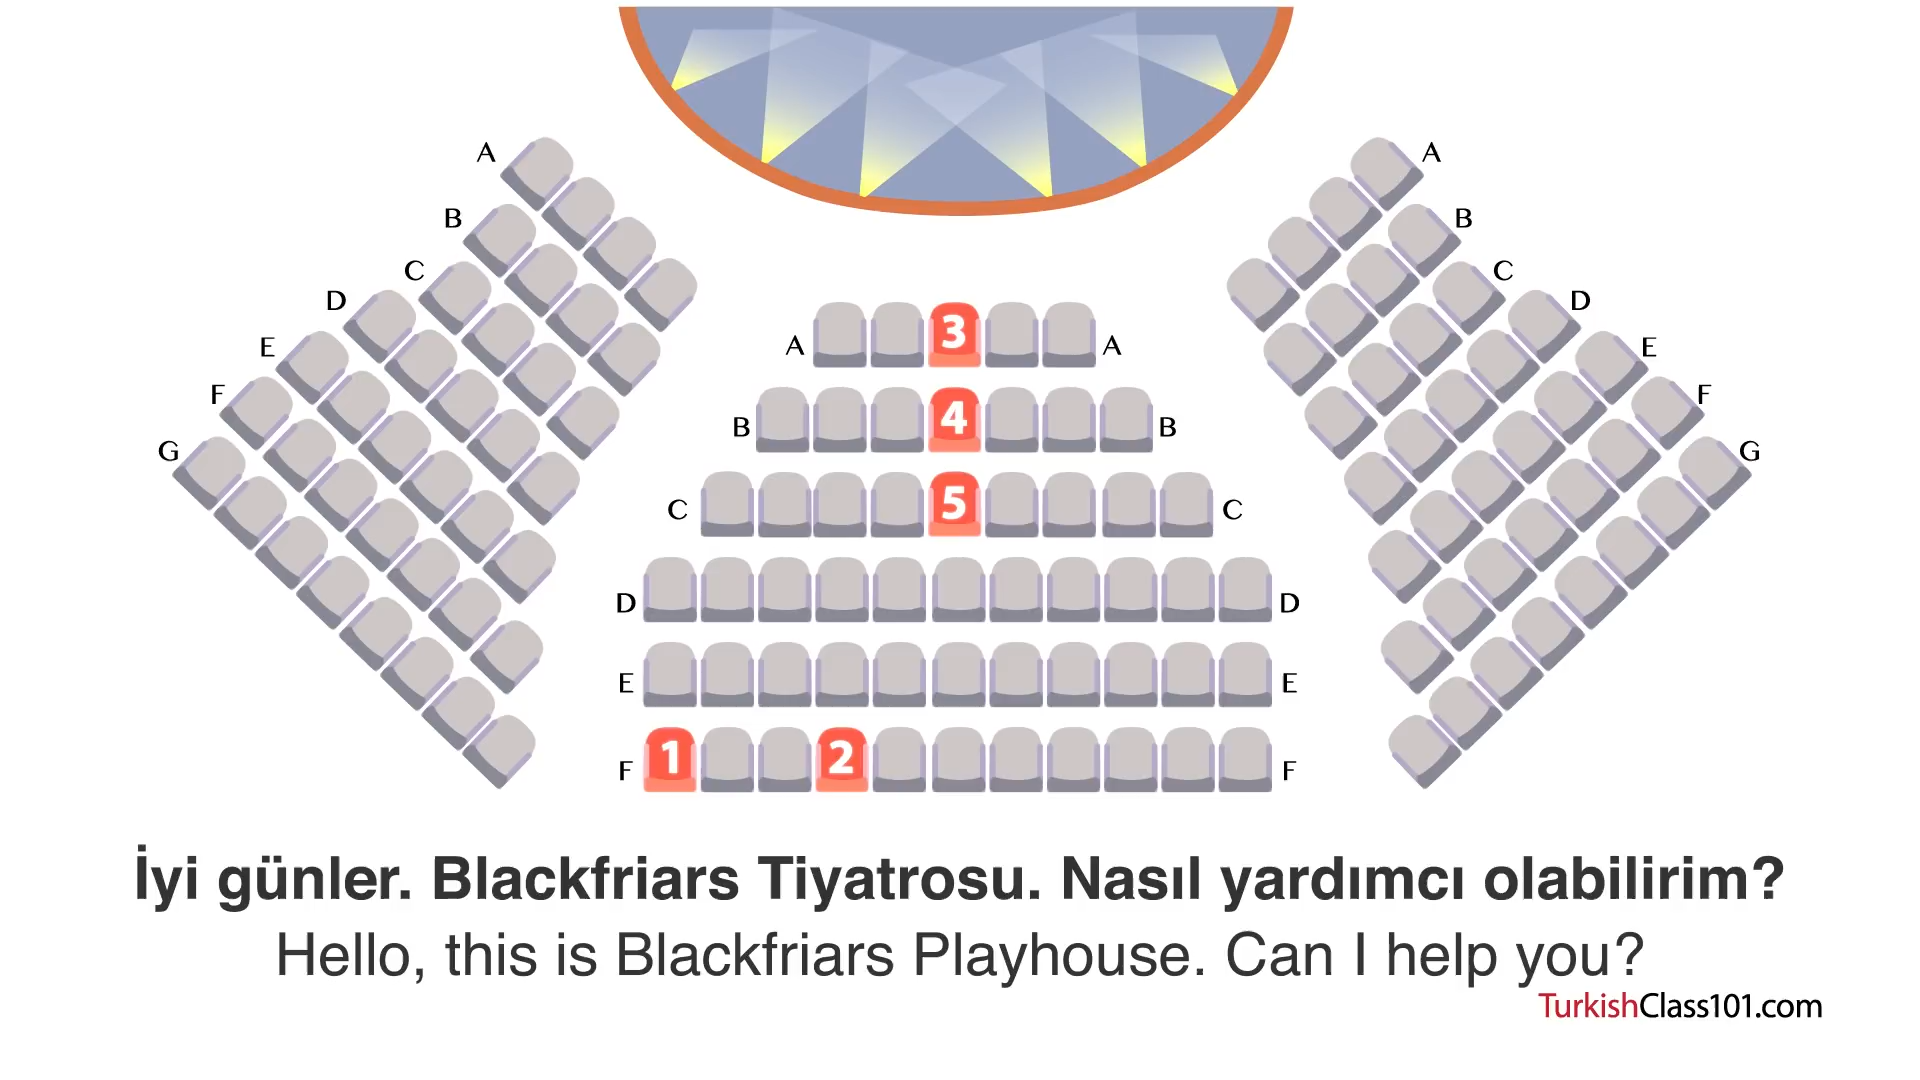 A
A
B
B
C
C
D
D
E
E
F
F
G
G
A 3 A
B 4 B
C 5 C
D D
E E
F 1 2 F
İyi günler. Blackfriars Tiyatrosu. Nasıl yardımcı olabilirim?
Hello, this is Blackfriars Playhouse. Can I help you?
TurkishClass101.com